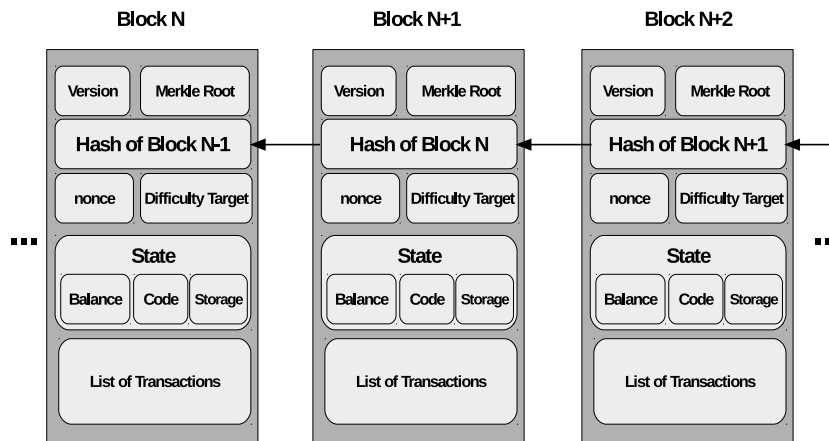 Block N
Block N+1
Block N+2
Version
Merkle Root
Version
Merkle Root
Version
Merkle Root
Hash of Block N-1
Hash of Block N
Hash of Block N+1
nonce
Difficulty Target
nonce
Difficulty Target
nonce
Difficulty Target
...
...
State
State
State
Balance
Code
Storage
Balance
Code
Storage
Balance
Code
Storage
List of Transactions
List of Transactions
List of Transactions